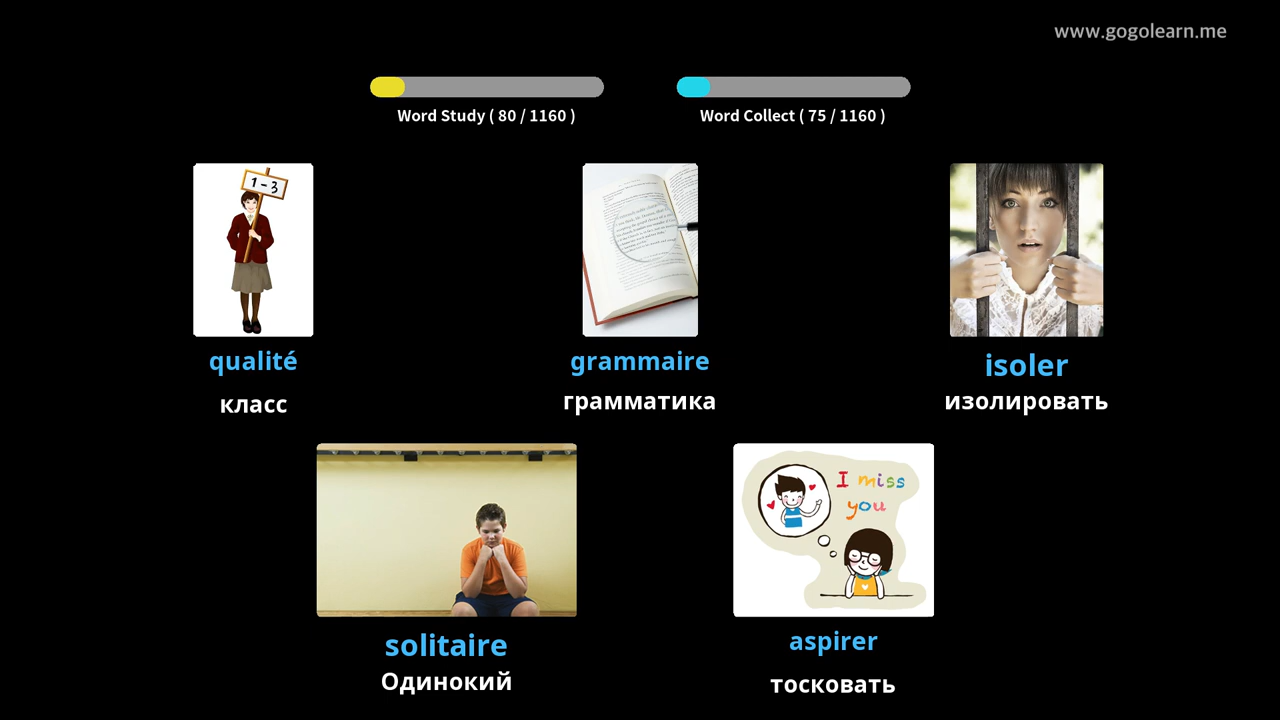 www.gogolearn.me
Word Study ( 80 / 1160 )
Word Collect ( 75 / 1160 )
1 - 3
qualité
класс
grammaire
грамматика
isoler
изолировать
I miss
you
solitaire
Одинокий
aspirer
тосковать